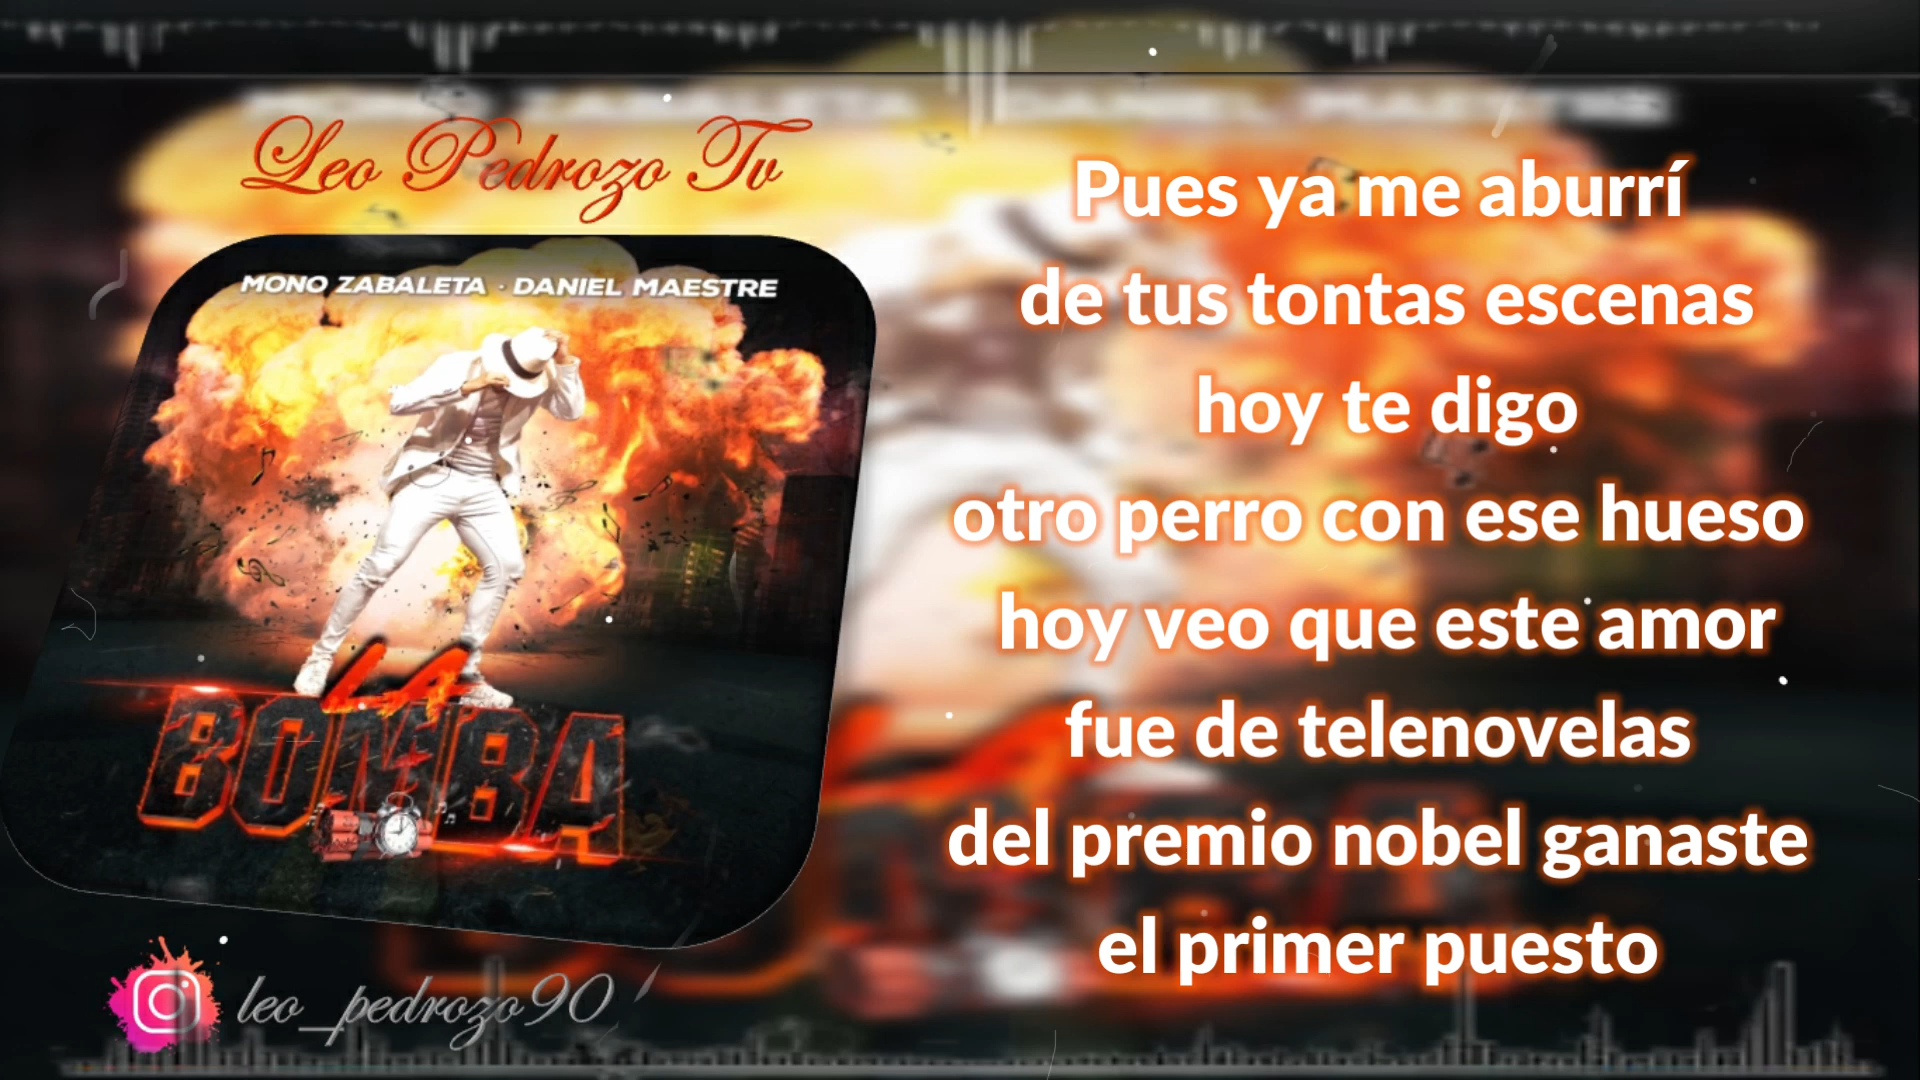 Leo Pedrozo Tv
MONO ZABALETA · DANIEL MAESTRE
LA
BOMBA
leo_pedrozo90
Pues ya me aburrí
de tus tontas escenas
hoy te digo
otro perro con ese hueso
hoy veo que este amor
fue de telenovelas
del premio nobel ganaste
el primer puesto